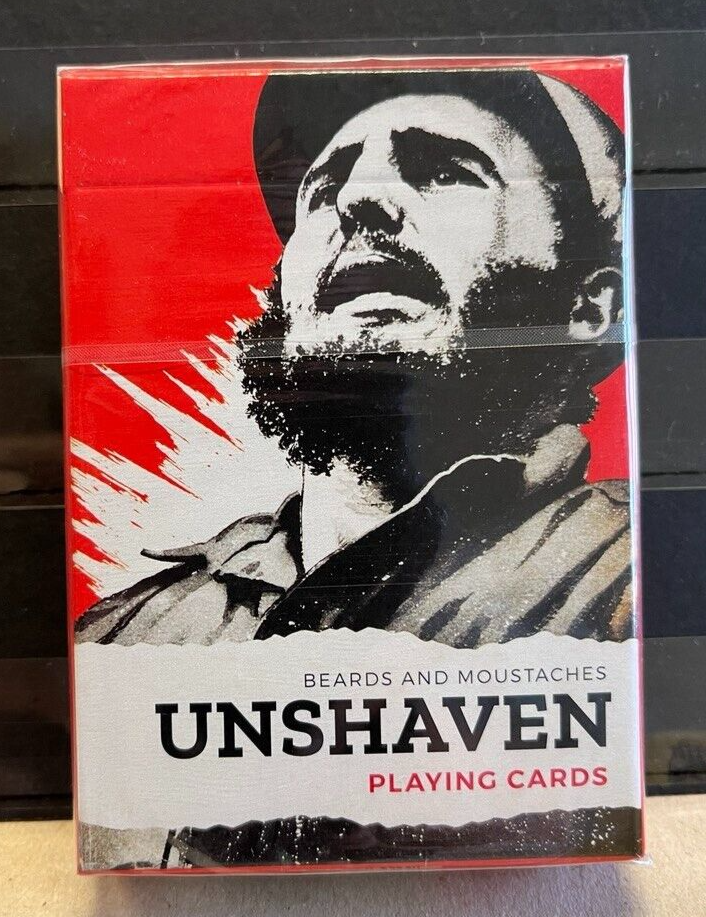 BEARDS AND MOUSTACHES
UNSHAVEN
PLAYING CARDS